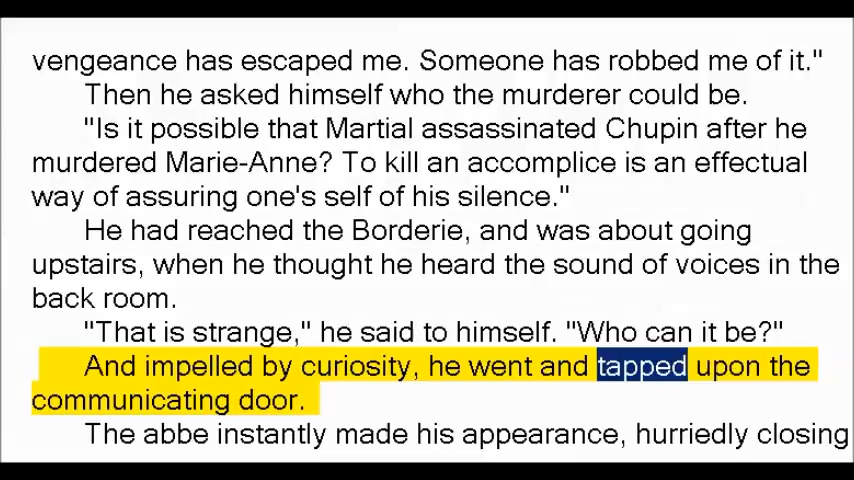 vengeance has escaped me. Someone has robbed me of it."
Then he asked himself who the murderer could be.
"Is it possible that Martial assassinated Chupin after he
murdered Marie-Anne? To kill an accomplice is an effectual
way of assuring one's self of his silence."
He had reached the Borderie, and was about going
upstairs, when he thought he heard the sound of voices in the
back room.
"That is strange," he said to himself. "Who can it be?"
And impelled by curiosity, he went and tapped upon the
communicating door.
The abbe instantly made his appearance, hurriedly closing